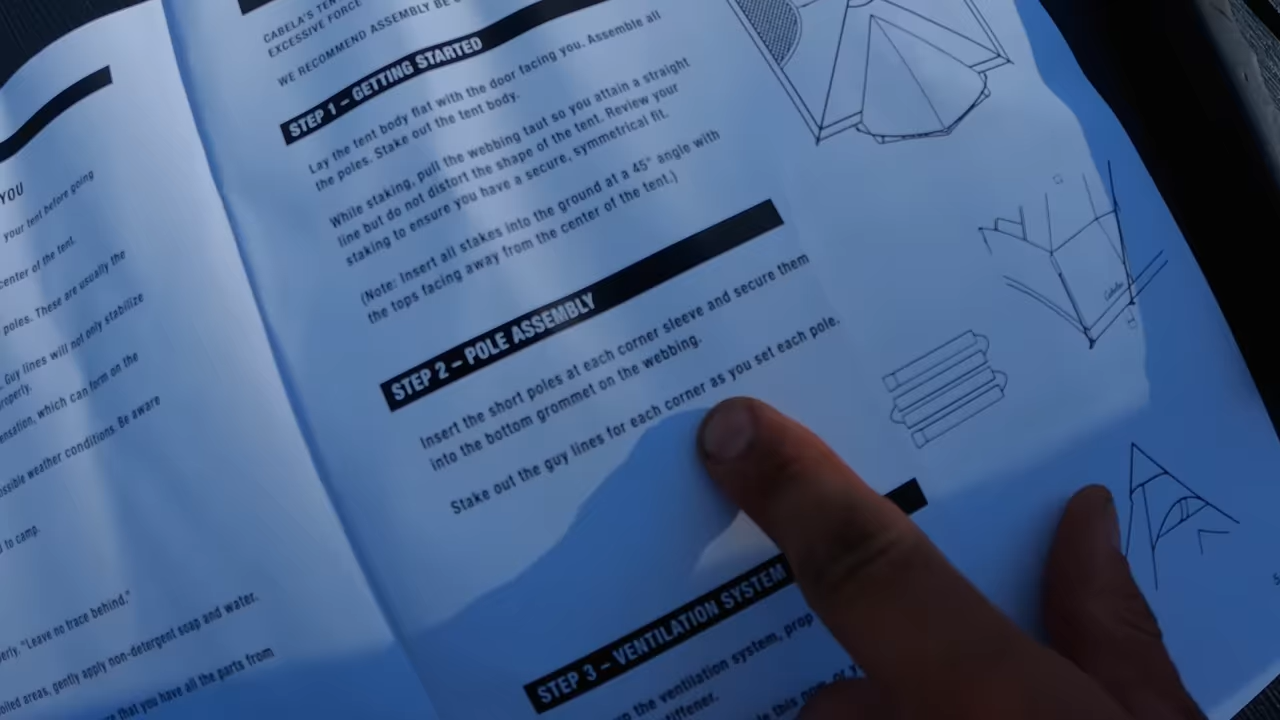 YOU
your tent before going
center of the tent.
poles. These are usually the
Guy lines will not only stabilize
properly.
which can form on the
weather conditions. Be aware
to camp.
"Leave no trace behind."
areas, gently apply non-detergent soap and water.
that you have all the parts from
CABELA'S
EXCESSIVE FORCE
WE RECOMMEND ASSEMBLY BE
STEP 1 – GETTING STARTED
Lay the tent body flat with the door facing you. Assemble all
the poles. Stake out the tent body.
While staking, pull the webbing taut so you attain a straight
line but do not distort the shape of the tent. Review your
staking to ensure you have a secure, symmetrical fit.
(Note: Insert all stakes into the ground at a 45° angle with
the tops facing away from the center of the tent.)
STEP 2 – POLE ASSEMBLY
Insert the short poles at each corner sleeve and secure them
into the bottom grommet on the webbing.
Stake out the guy lines for each corner as you set each pole.
STEP 3 – VENTILATION SYSTEM
the ventilation system, prop